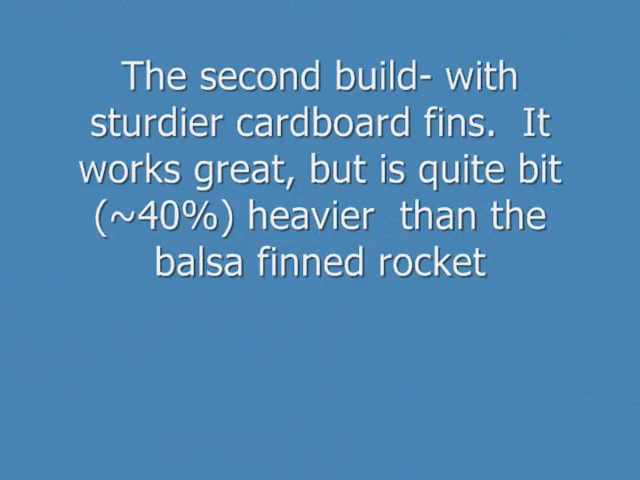 The second build- with
sturdier cardboard fins.  It
works great, but is quite bit
(~40%) heavier  than the
balsa finned rocket